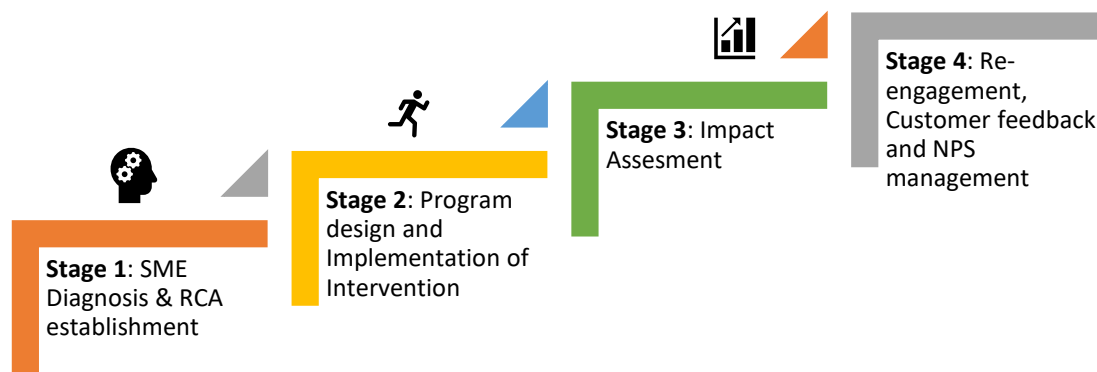 Stage 1: SME
Diagnosis & RCA
establishment
Stage 2: Program
design and
Implementation of
Intervention
Stage 3: Impact
Assesment
Stage 4: Re-
engagement,
Customer feedback
and NPS
management